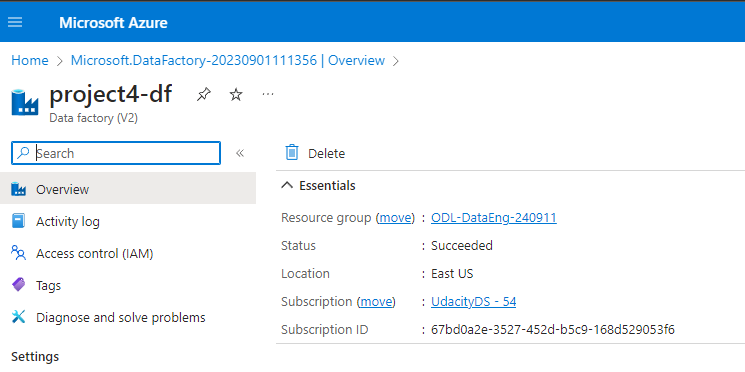 Microsoft Azure
Home > Microsoft.DataFactory-20230901111356 | Overview >
project4-df
Data factory (V2)
Search
Delete
Overview
Activity log
Access control (IAM)
Tags
Diagnose and solve problems
Settings
Essentials
Resource group (move) : ODL-DataEng-240911
Status : Succeeded
Location : East US
Subscription (move) : UdacityDS - 54
Subscription ID : 67bd0a2e-3527-452d-b5c9-168d529053f6